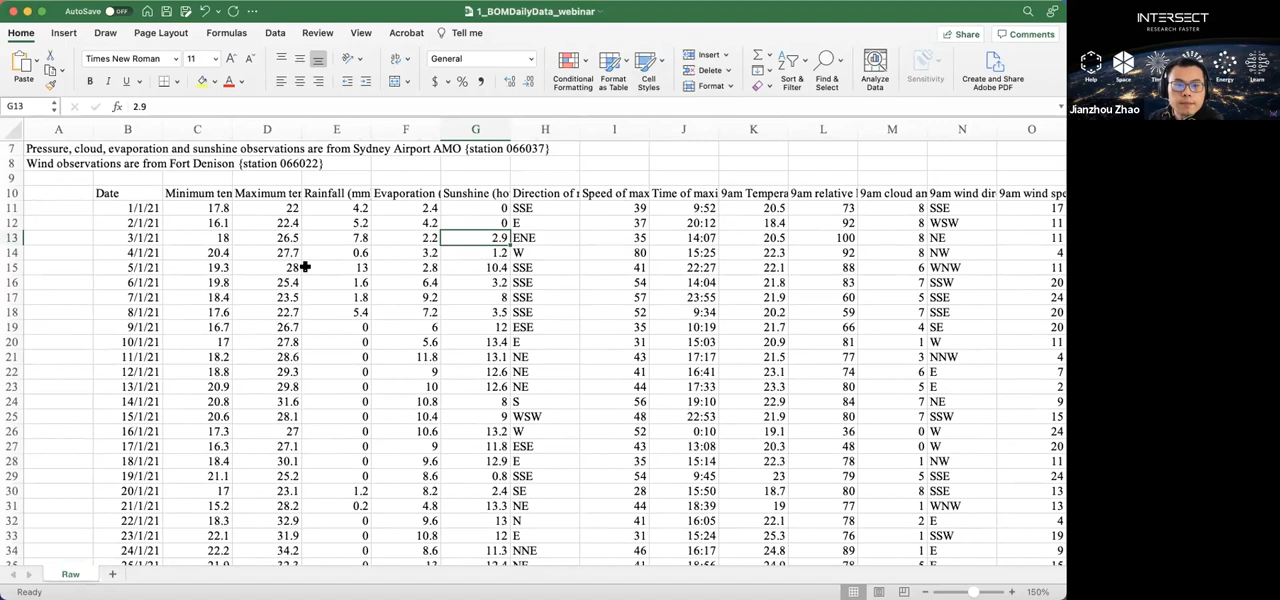 AutoSave OFF 1_BOMDailyData_webinar
Home Insert Draw Page Layout Formulas Data Review View Acrobat Tell me Share Comments
Times New Roman 11 General Insert
Paste Conditional Formatting Format as Table Cell Styles Delete Format Sort & Filter Find & Select Analyze Data Sensitivity Create and Share Adobe PDF
G13 fx 2.9
A B C D E F G H I J K L M N O
7 Pressure, cloud, evaporation and sunshine observations are from Sydney Airport AMO {station 066037}
8 Wind observations are from Fort Denison {station 066022}
9
10 Date Minimum ten Maximum ten Rainfall (mm Evaporation ( Sunshine (ho Direction of Speed of max Time of maxi 9am Tempera 9am relative 9am cloud an 9am wind dir 9am wind spe
11 1/1/21 17.8 22 4.2 2.4 0 SSE 39 9:52 20.5 73 8 SSE 17
12 2/1/21 16.1 22.4 5.2 4.2 0 E 37 20:12 18.4 92 8 WSW 11
13 3/1/21 18 26.5 7.8 2.2 2.9 ENE 35 14:07 20.5 100 8 NE 11
14 4/1/21 20.4 27.7 0.6 3.2 1.2 W 80 15:25 22.3 92 8 NW 4
15 5/1/21 19.3 28 13 2.8 10.4 SSE 41 22:27 22.1 88 6 WNW 11
16 6/1/21 19.8 25.4 1.6 6.4 3.2 SSE 54 14:04 21.8 83 7 SSW 20
17 7/1/21 18.4 23.5 1.8 9.2 8 SSE 57 23:55 21.9 60 5 SSE 24
18 8/1/21 17.6 22.7 5.4 7.2 3.5 SSE 52 9:34 20.2 59 7 SSE 20
19 9/1/21 16.7 26.7 0 6 12 ESE 35 10:19 21.7 66 4 SE 20
20 10/1/21 17 27.8 0 5.6 13.4 E 31 15:03 20.9 81 1 W 11
21 11/1/21 18.2 28.6 0 11.8 13.1 NE 43 17:17 21.5 77 3 NNW 4
22 12/1/21 18.8 29.3 0 9 12.6 NE 41 16:41 23.1 74 6 E 7
23 13/1/21 20.9 29.8 0 10 12.6 NE 44 17:33 23.3 80 5 E 2
24 14/1/21 20.8 31.6 0 10.8 8 S 56 19:10 22.9 84 7 NE 9
25 15/1/21 20.6 28.1 0 10.4 9 WSW 48 22:53 21.9 80 7 SSW 15
26 16/1/21 17.3 27 0 10.6 13.2 W 52 0:10 19.1 36 0 W 24
27 17/1/21 16.3 27.1 0 9 11.8 ESE 43 13:08 20.3 48 0 W 20
28 18/1/21 18.4 30.1 0 9.6 12.9 E 35 15:14 22.3 78 1 NW 11
29 19/1/21 21.1 25.2 0 8.6 0.8 SSE 54 9:45 23 79 5 SSE 24
30 20/1/21 17 23.1 1.2 8.2 2.4 SE 28 15:50 18.7 80 8 SSE 13
31 21/1/21 15.2 28.2 0.2 4.8 13.3 NE 44 18:39 19 77 1 WNW 13
32 22/1/21 18.3 32.9 0 9.6 13 N 41 16:05 22.1 78 2 E 4
33 23/1/21 22.1 31.9 0 10.8 12 E 31 15:24 25.3 76 1 SSW 19
34 24/1/21 22.2 34.2 0 8.6 11.3 NNE 46 16:17 24.8 89 1 E 9
Raw
Ready 150%
INTERSECT
RESEARCH FASTER
Help Space Energy Learn
Jianzhou Zhao